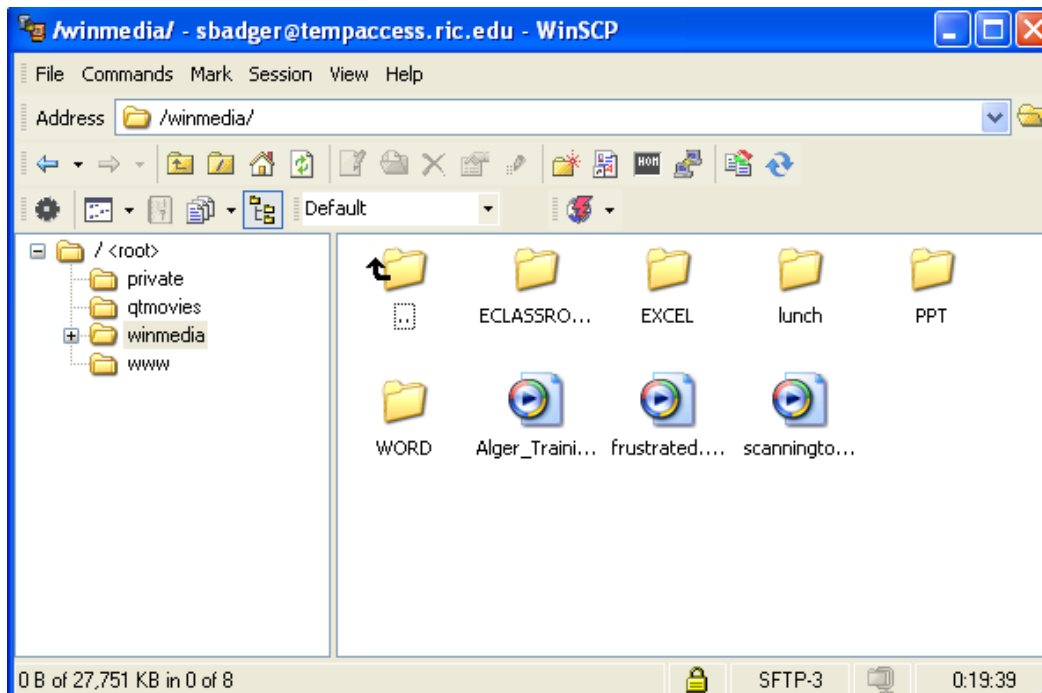 /winmedia/ - sbadger@tempaccess.ric.edu - WinSCP
File Commands Mark Session View Help
Address /winmedia/
HOM
Default
/ <root>
private
qtmovies
winmedia
www
..
ECLASSRO... EXCEL lunch PPT
WORD Alger_Traini... frustrated.... scanningto...
0 B of 27,751 KB in 0 of 8 SFTP-3 0:19:39